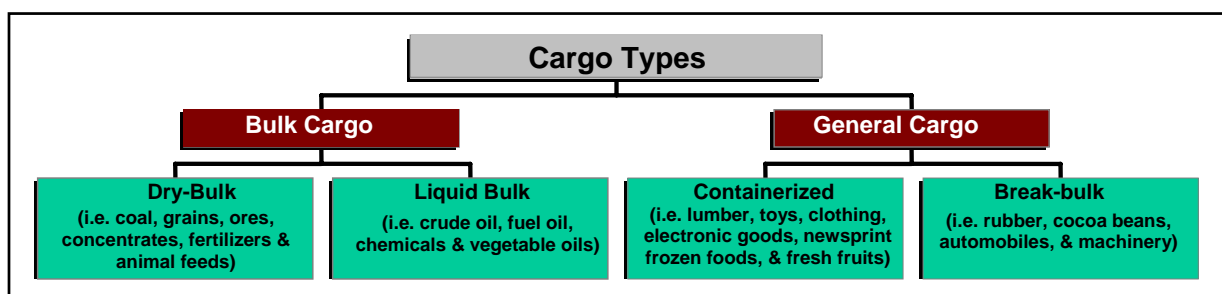 Cargo Types
Bulk Cargo
General Cargo
Dry-Bulk
(i.e. coal, grains, ores,
concentrates, fertilizers &
animal feeds)
Liquid Bulk
(i.e. crude oil, fuel oil,
chemicals & vegetable oils)
Containerized
(i.e. lumber, toys, clothing,
electronic goods, newsprint
frozen foods, & fresh fruits)
Break-bulk
(i.e. rubber, cocoa beans,
automobiles, & machinery)